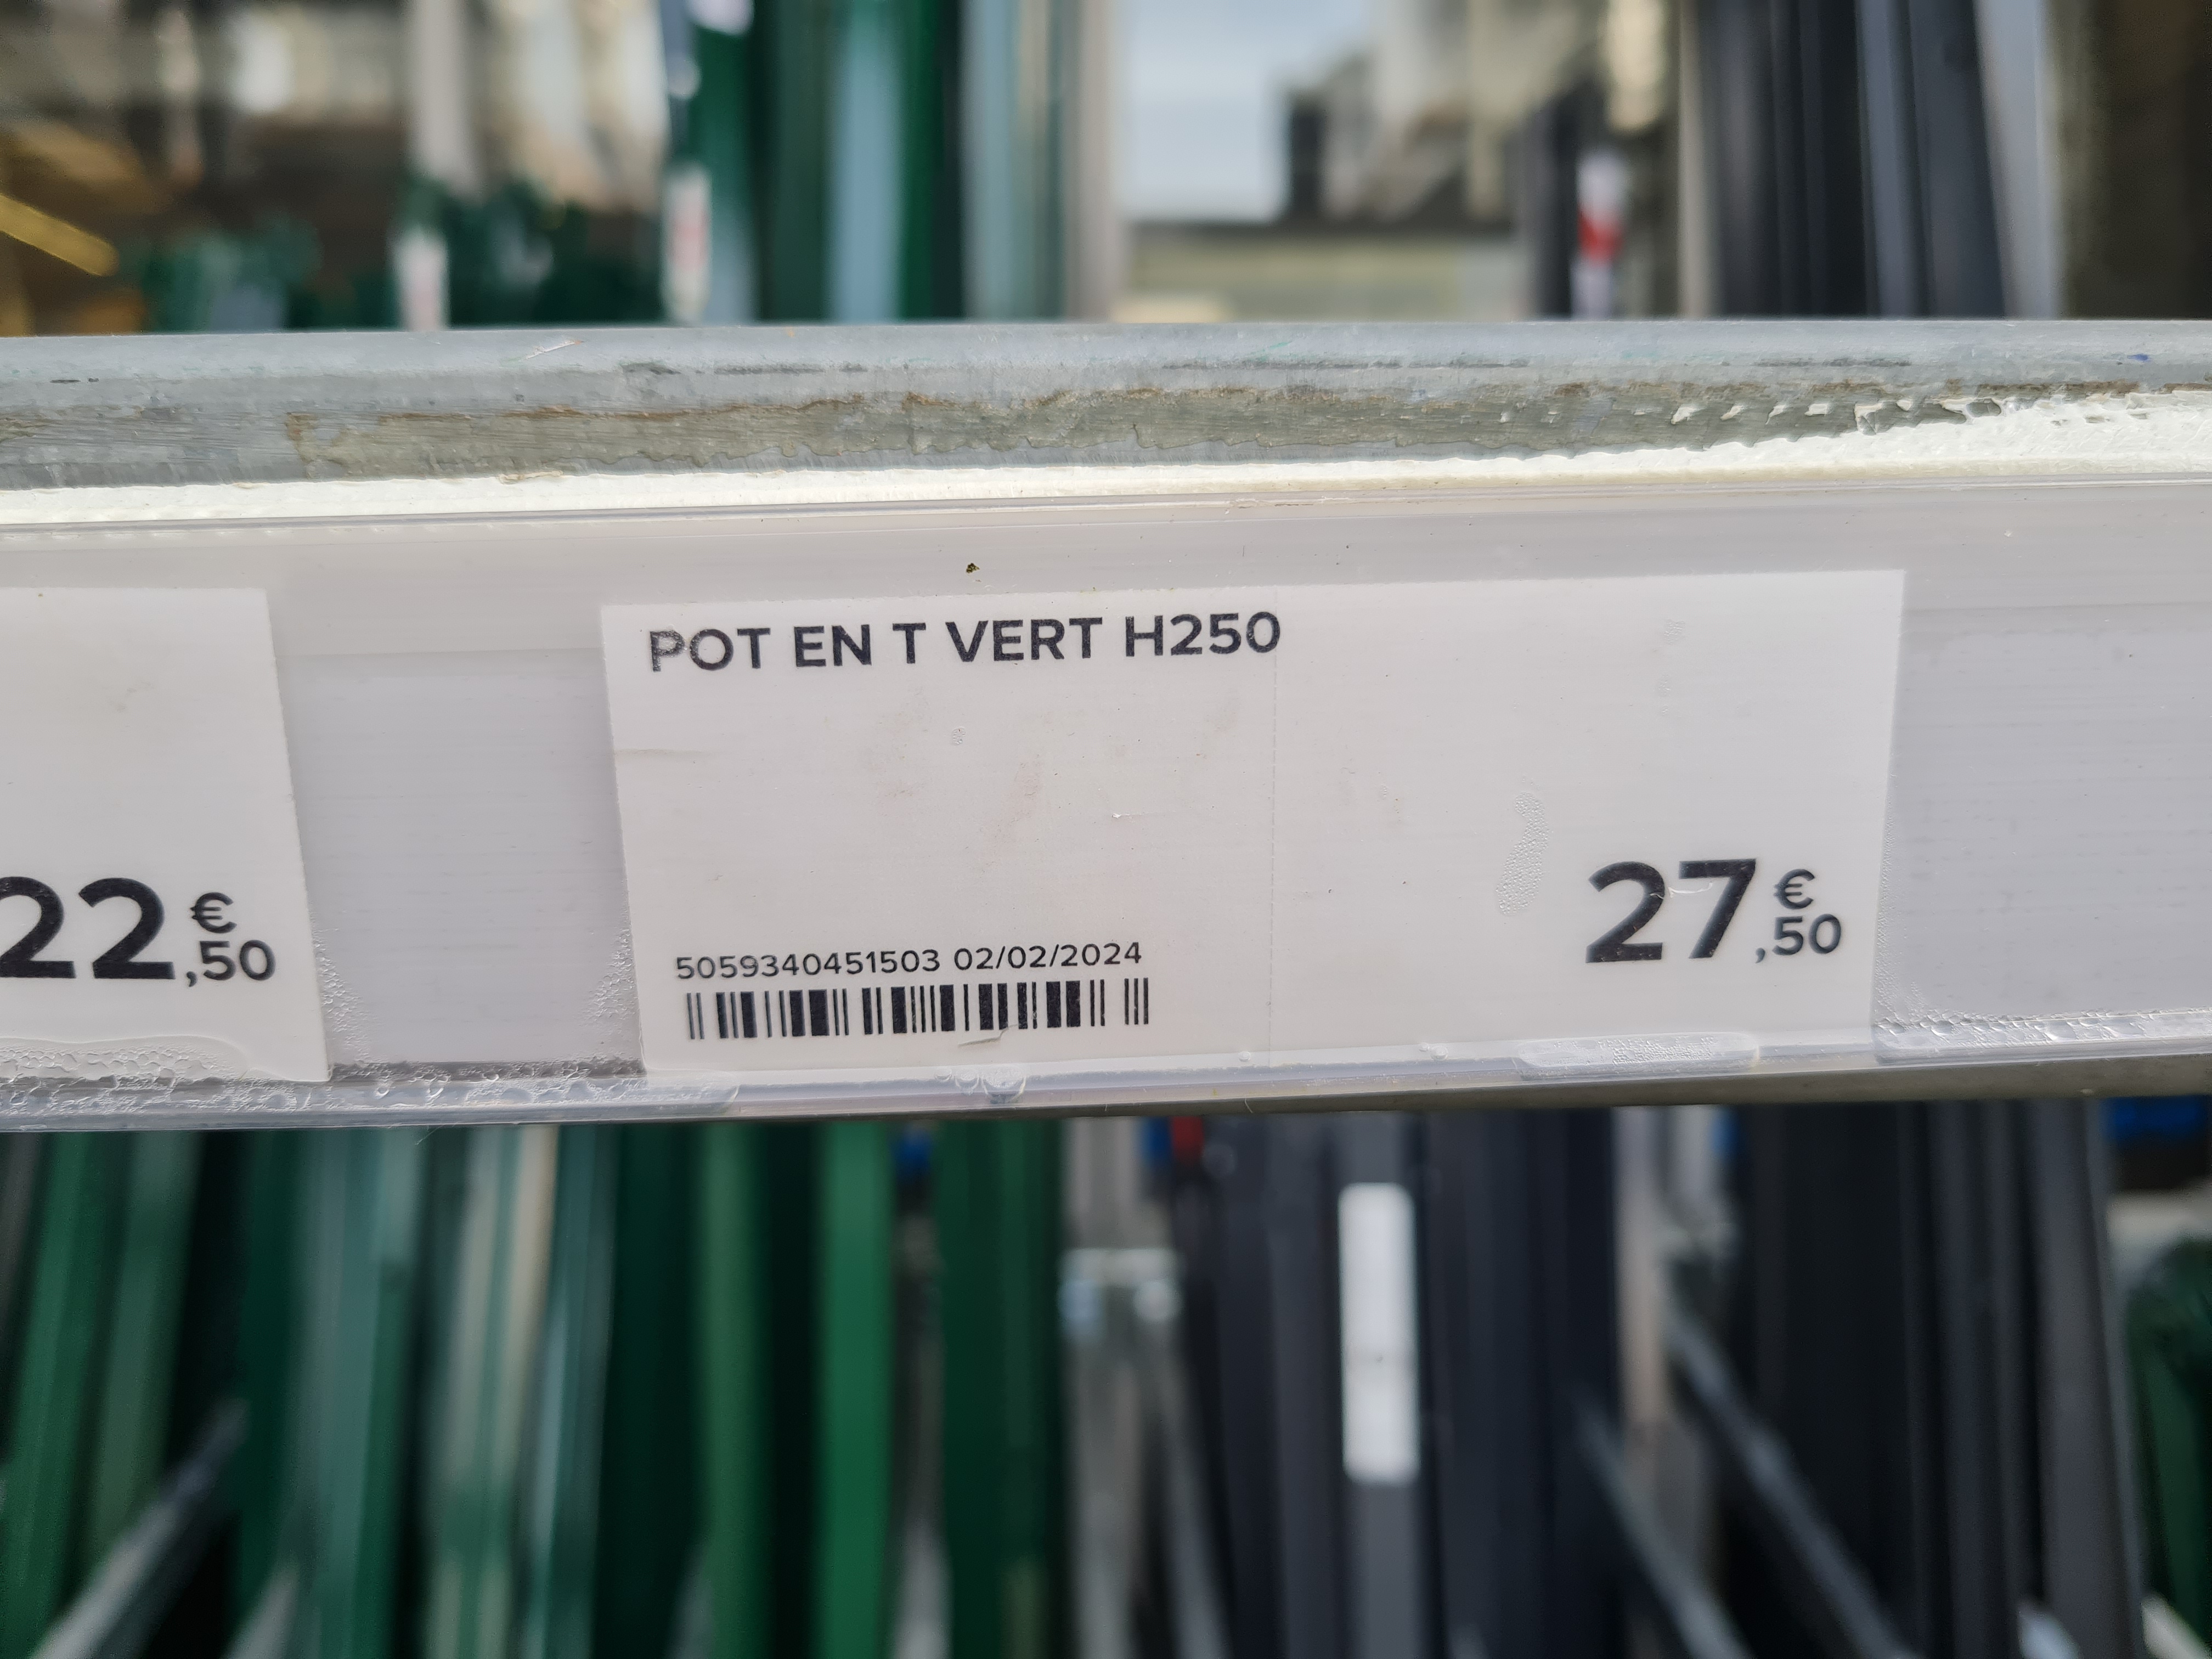 POT EN T VERT H250
22,50 €
5059340451503 02/02/2024
27,50 €